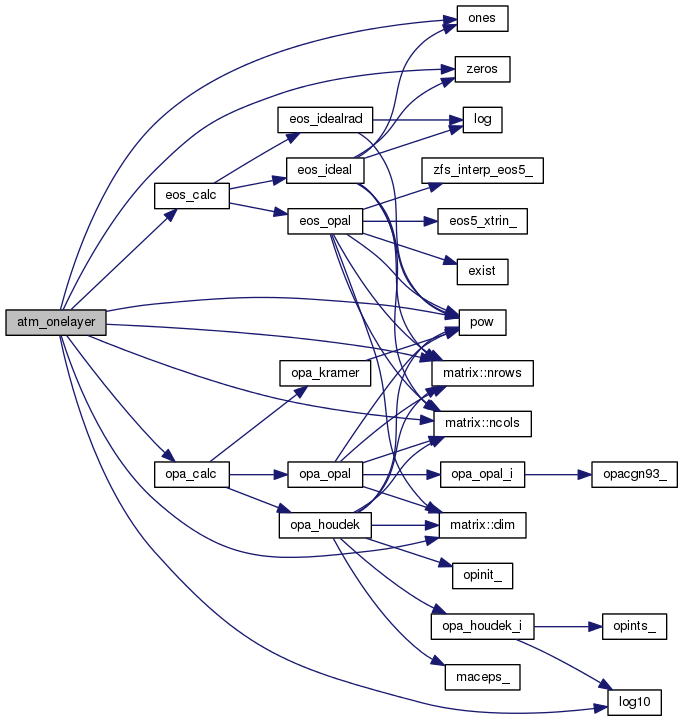 ones
zeros
eos_idealrad
log
eos_ideal
zfs_interp_eos5_
eos_calc
eos_opal
eos5_xtrin_
exist
atm_onelayer
pow
opa_kramer
matrix::nrows
matrix::ncols
opa_calc
opa_opal
opa_opal_i
opacgn93_
opa_houdek
matrix::dim
opinit_
opa_houdek_i
opints_
maceps_
log10